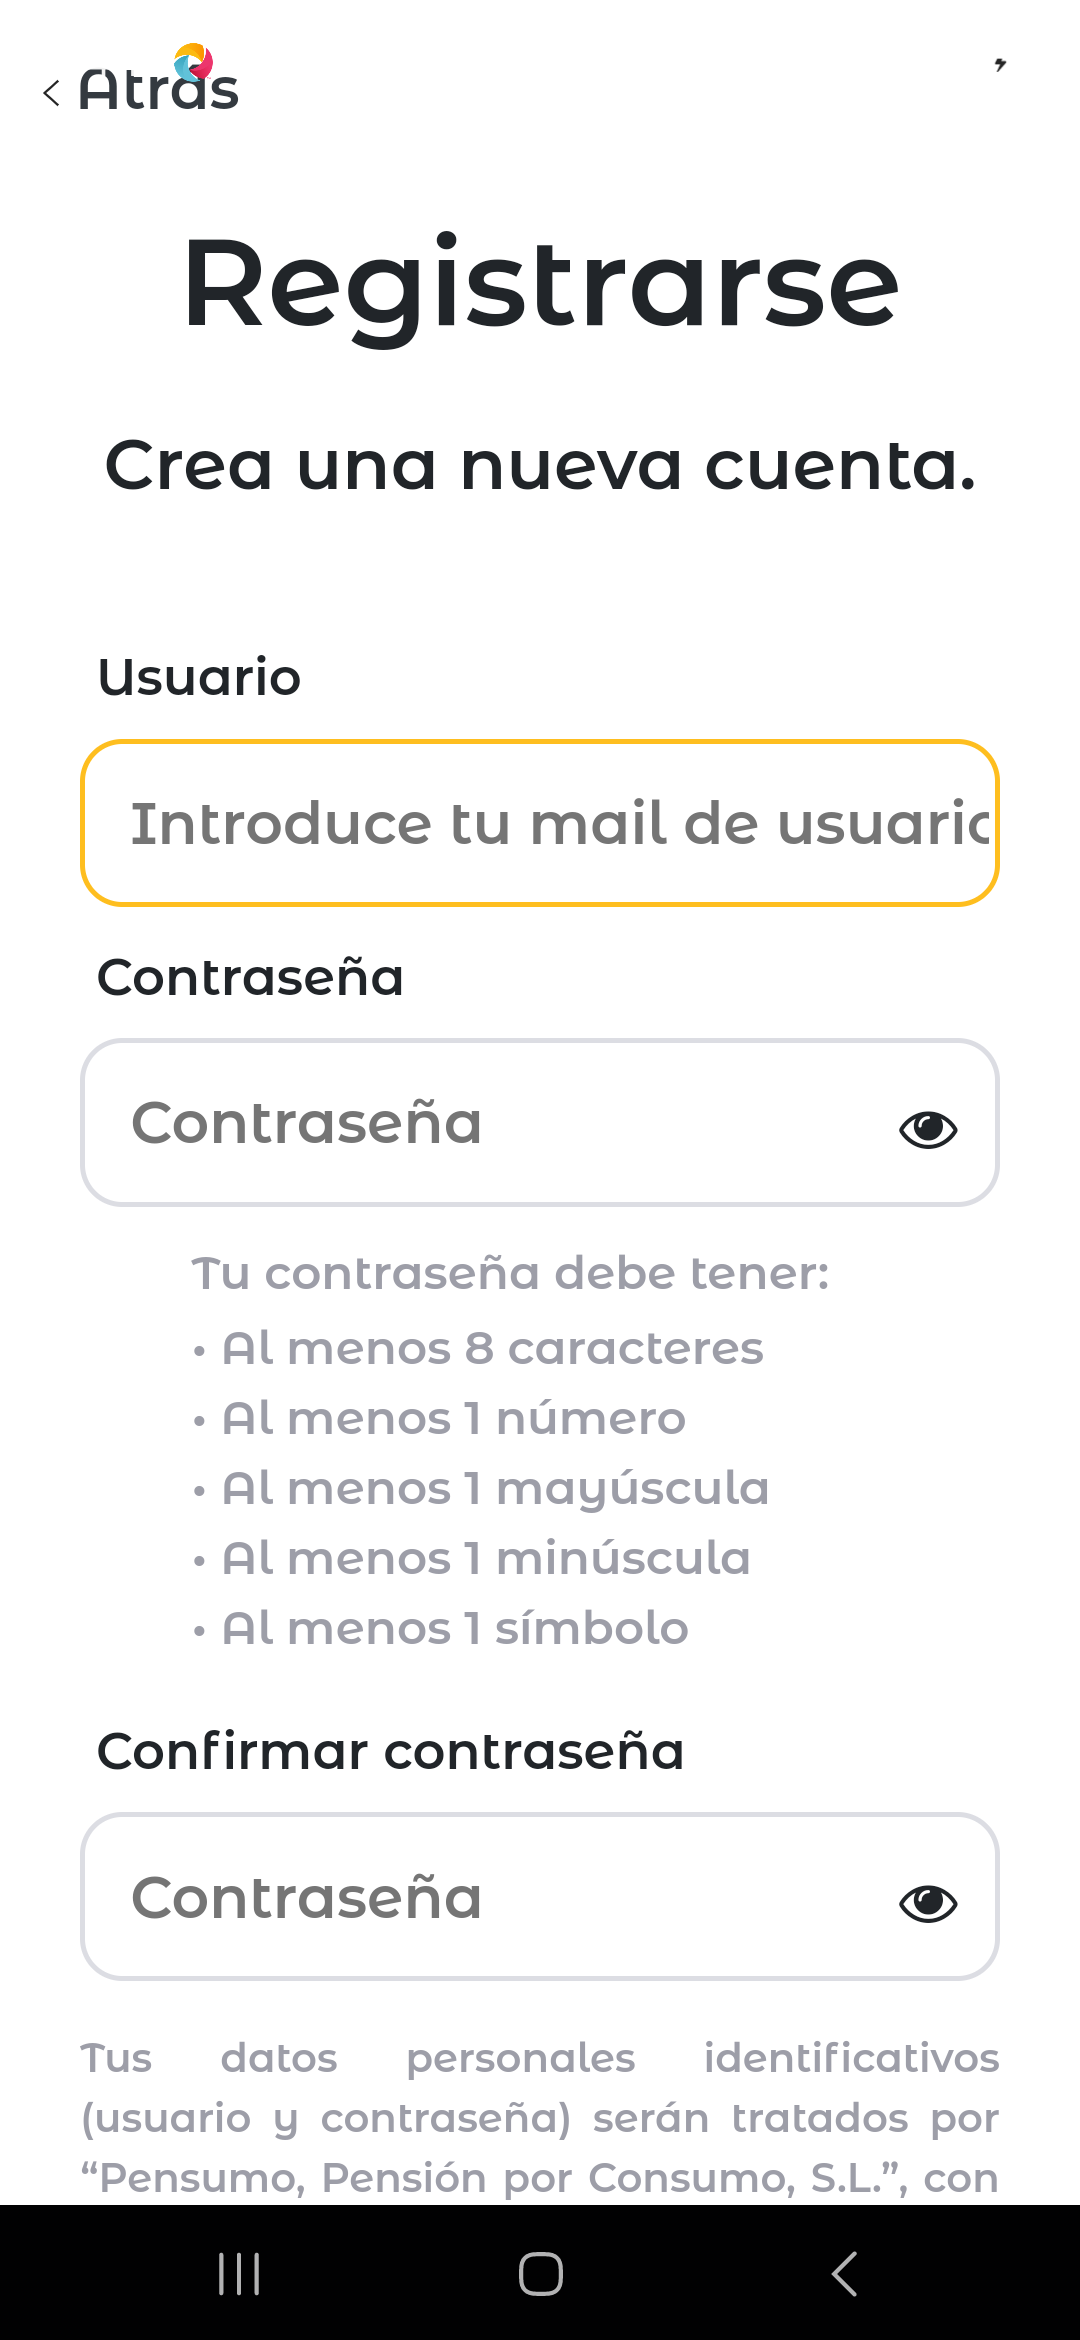 Atrás
Registrarse
Crea una nueva cuenta.
Usuario
Introduce tu mail de usuario
Contraseña
Contraseña
Tu contraseña debe tener:
• Al menos 8 caracteres
• Al menos 1 número
• Al menos 1 mayúscula
• Al menos 1 minúscula
• Al menos 1 símbolo
Confirmar contraseña
Contraseña
Tus datos personales identificativos
(usuario y contraseña) serán tratados por
“Pensumo, Pensión por Consumo, S.L.”, con